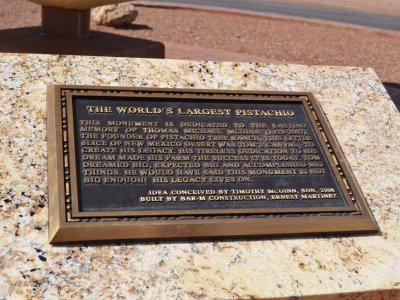 THE WORLD'S LARGEST PISTACHIO
THIS MONUMENT IS DEDICATED TO THE LASTING
MEMORY OF THOMAS MICHAEL MCGINN
THE FOUNDER OF PISTACHIO TREE RANCH. THE LITTLE
SLICE OF NEW MEXICO DESERT WAS TOM'S CANVAS TO
CREATE HIS LEGACY. HIS TIRELESS DEDICATION TO HIS
DREAM MADE HIS FARM THE SUCCESS IT IS TODAY. TOM
DREAMED BIG, EXPECTED BIG AND ACCOMPLISHED BIG
THINGS. HE WOULD HAVE SAID THIS MONUMENT IS NOT
BIG ENOUGH! HIS LEGACY LIVES ON.
IDEA CONCEIVED BY TIMOTHY MCGINN, SON, 2008
BUILT BY BAR-M CONSTRUCTION, ERNEST MARTINEZ